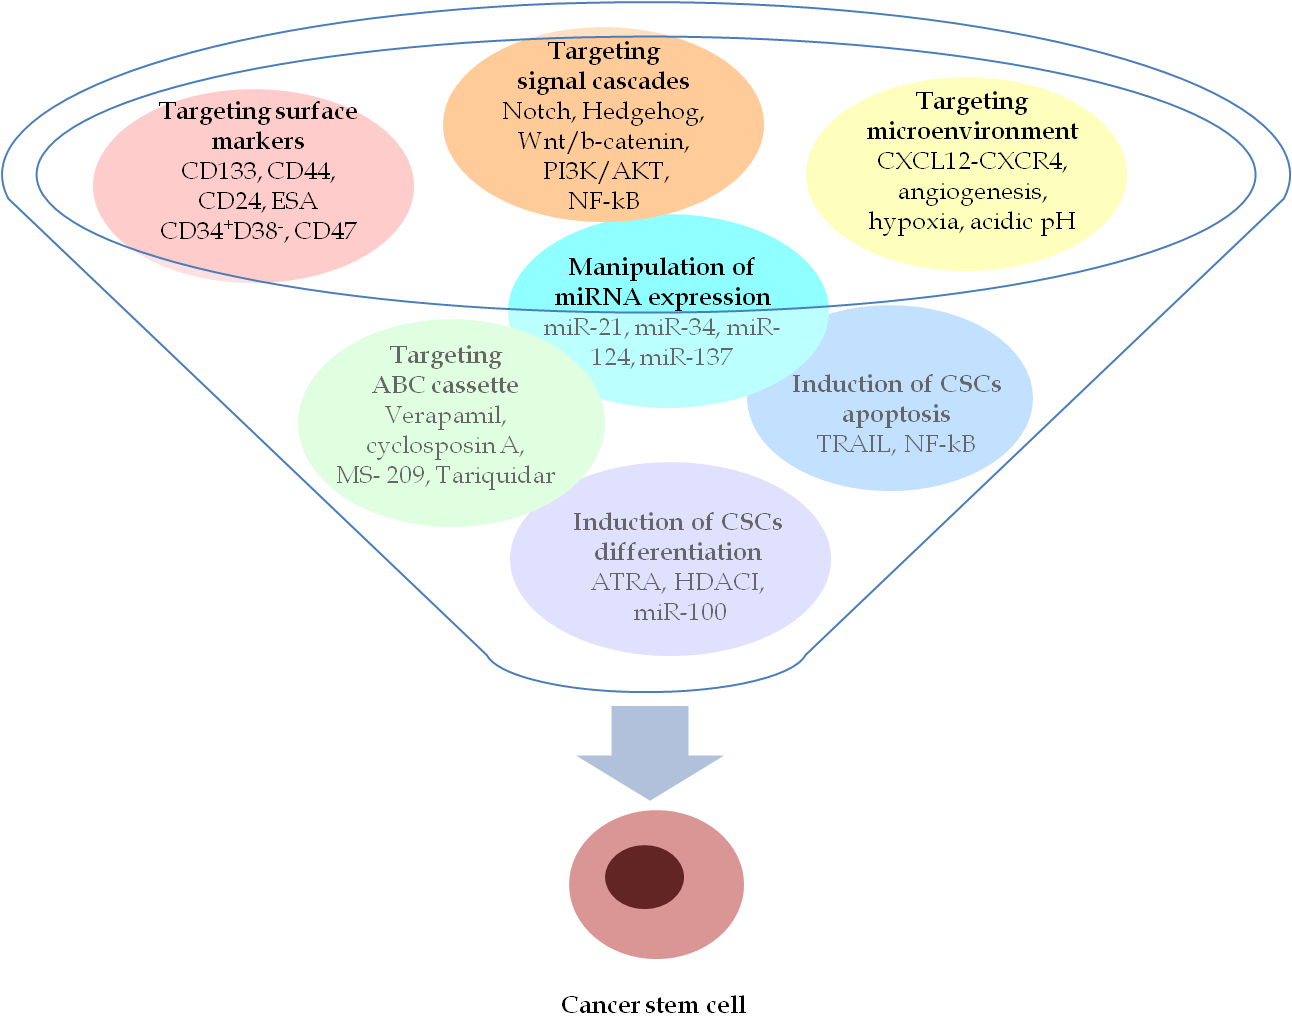 Targeting surface
markers
CD133, CD44,
CD24, ESA
CD34⁺D38⁻, CD47
Targeting
signal cascades
Notch, Hedgehog,
Wnt/b-catenin,
PI3K/AKT,
NF-kB
Targeting
microenvironment
CXCL12-CXCR4,
angiogenesis,
hypoxia, acidic pH
Manipulation of
miRNA expression
miR-21, miR-34, miR-
124, miR-137
Targeting
ABC cassette
Verapamil,
cyclosposin A,
MS- 209, Tariquidar
Induction of CSCs
apoptosis
TRAIL, NF-kB
Induction of CSCs
differentiation
ATRA, HDACI,
miR-100
Cancer stem cell